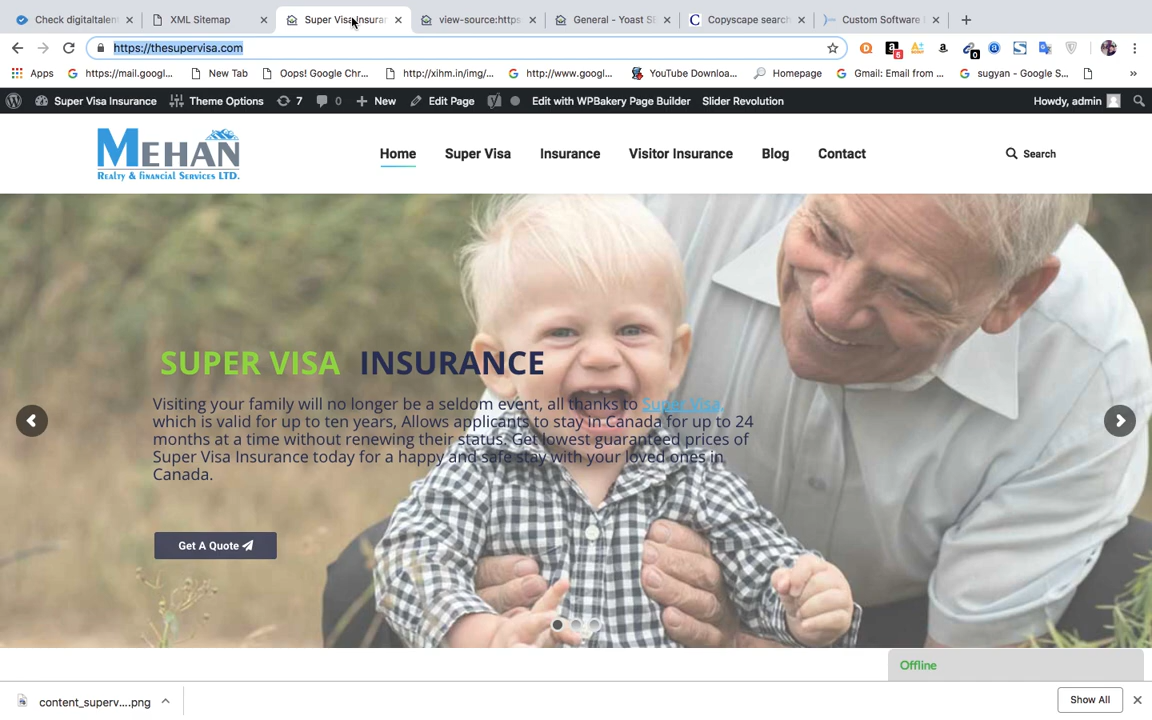 Check digitaltalen
XML Sitemap
Super Visa Insuran
view-source:https
General - Yoast SE
Copyscape search
Custom Software
https://thesupervisa.com
6
0
Apps
https://mail.googl...
New Tab
Oops! Google Chr...
http://xihm.in/img/...
http://www.googl...
YouTube Downloa...
Homepage
Gmail: Email from ...
sugyan - Google S...
»
Super Visa Insurance
Theme Options
7
0
New
Edit Page
Edit with WPBakery Page Builder
Slider Revolution
Howdy, admin
MEHAN
REALTY & FINANCIAL SERVICES LTD.
Home
Super Visa
Insurance
Visitor Insurance
Blog
Contact
Search
SUPER VISA INSURANCE
Visiting your family will no longer be a seldom event, all thanks to Super Visa,
which is valid for up to ten years, Allows applicants to stay in Canada for up to 24
months at a time without renewing their status. Get lowest guaranteed prices of
Super Visa Insurance today for a happy and safe stay with your loved ones in
Canada.
Get A Quote
Offline
content_superv....png
Show All